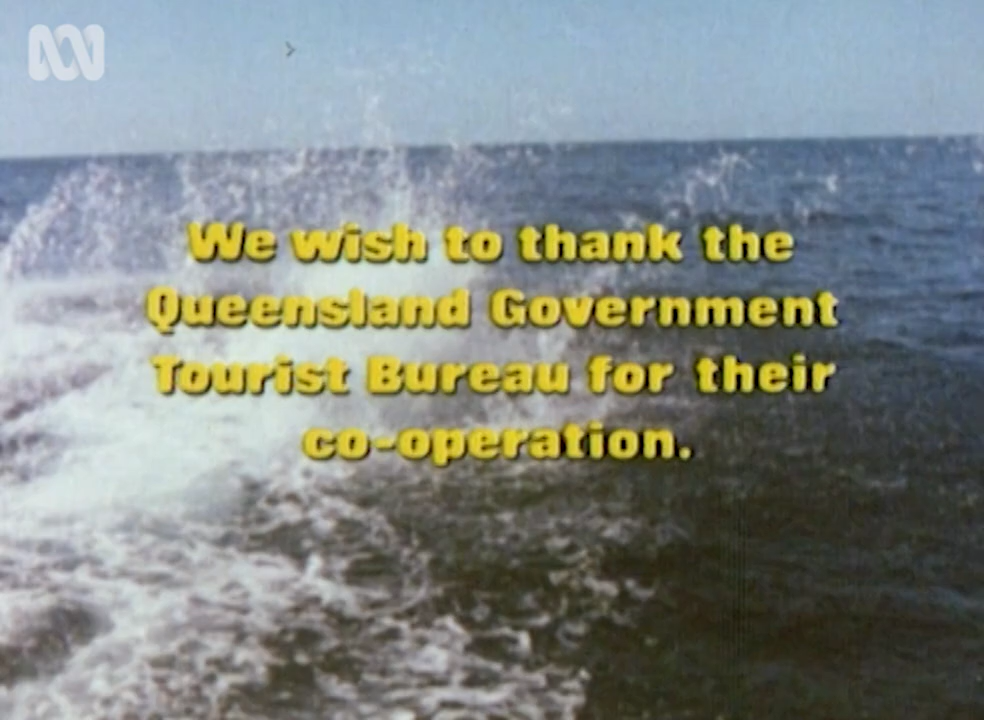 We wish to thank the
Queensland Government
Tourist Bureau for their
co-operation.